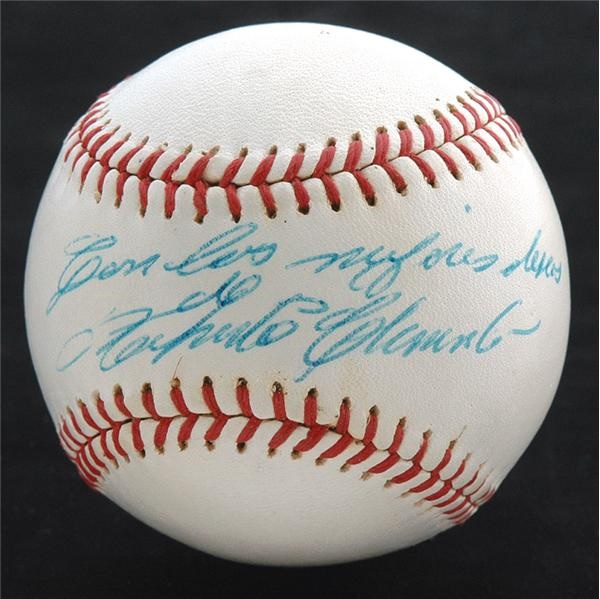 Con los mejores deseos
de
Roberto Clemente